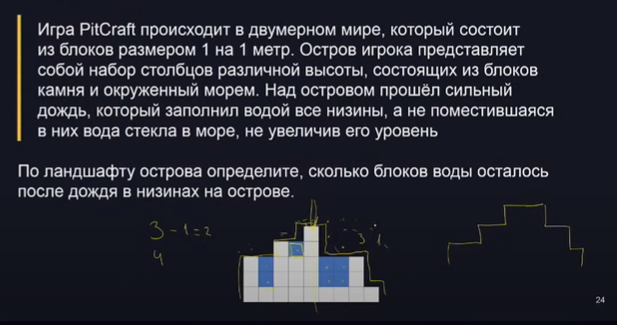 Игра PitCraft происходит в двумерном мире, который состоит
из блоков размером 1 на 1 метр. Остров игрока представляет
собой набор столбцов различной высоты, состоящих из блоков
камня и окруженный морем. Над островом прошёл сильный
дождь, который заполнил водой все низины, а не поместившаяся
в них вода стекла в море, не увеличив его уровень
По ландшафту острова определите, сколько блоков воды осталось
после дождя в низинах на острове.
3 - 1 = 2
4
3 1
24